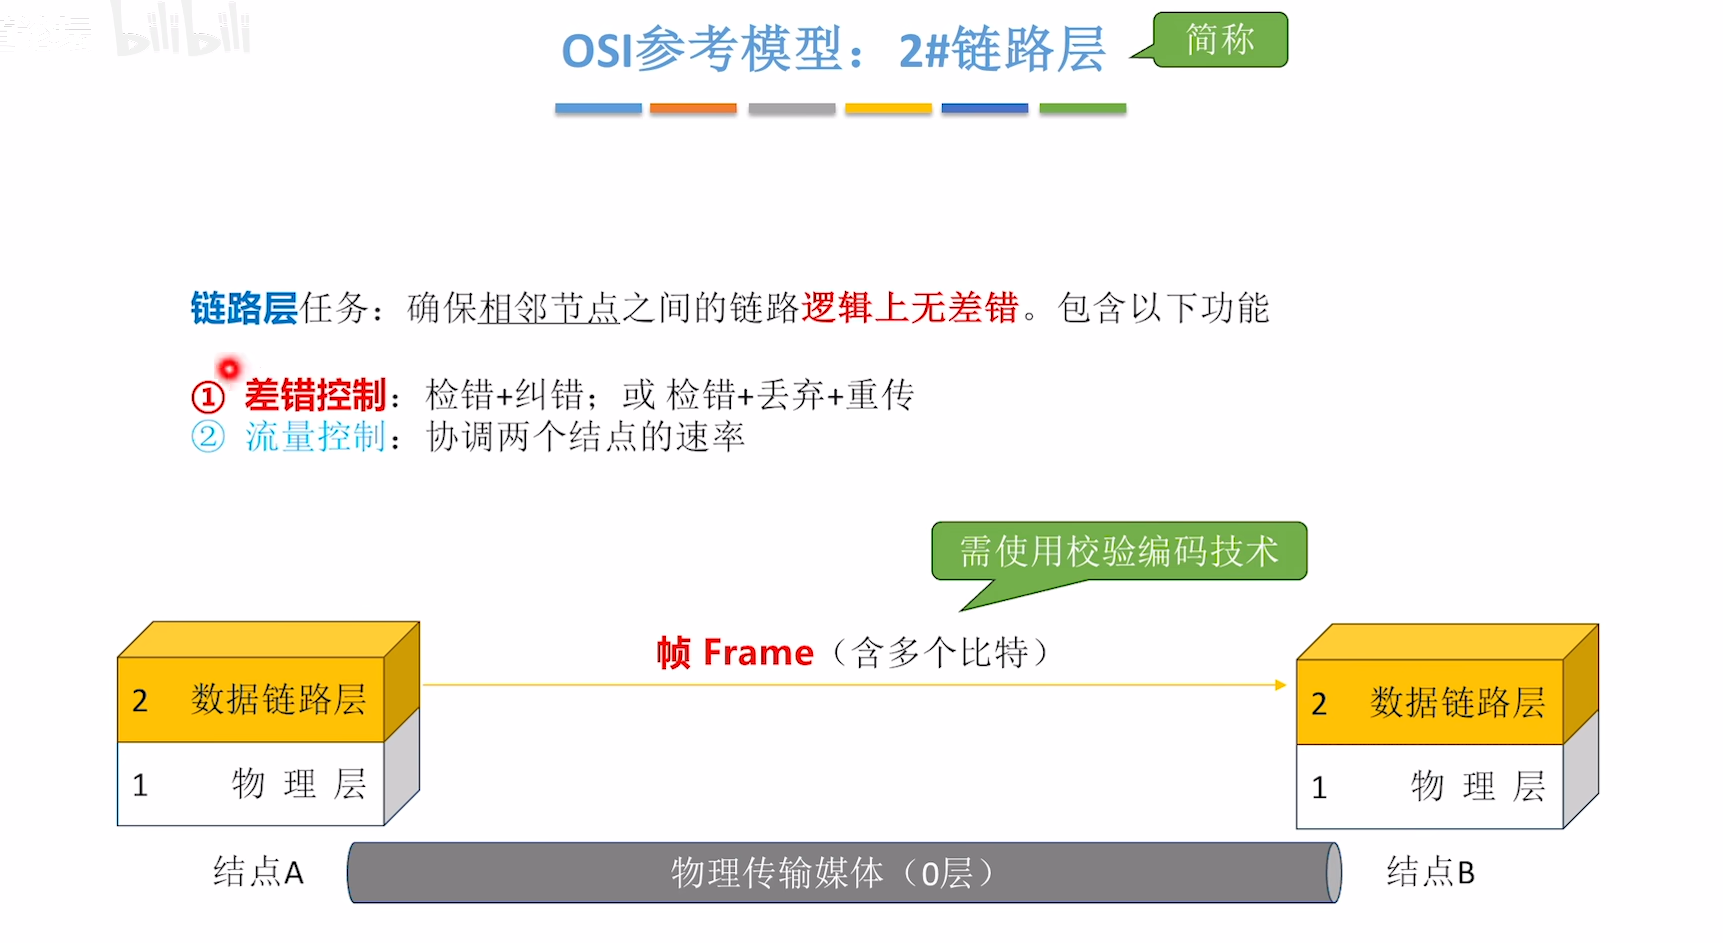 bilibili
OSI参考模型：2#链路层
简称
链路层任务：确保相邻节点之间的链路逻辑上无差错。包含以下功能
① 差错控制：检错+纠错；或 检错+丢弃+重传
② 流量控制：协调两个结点的速率
需使用校验编码技术
帧 Frame（含多个比特）
2 数据链路层
1 物 理 层
结点A
2 数据链路层
1 物 理 层
结点B
物理传输媒体（0层）